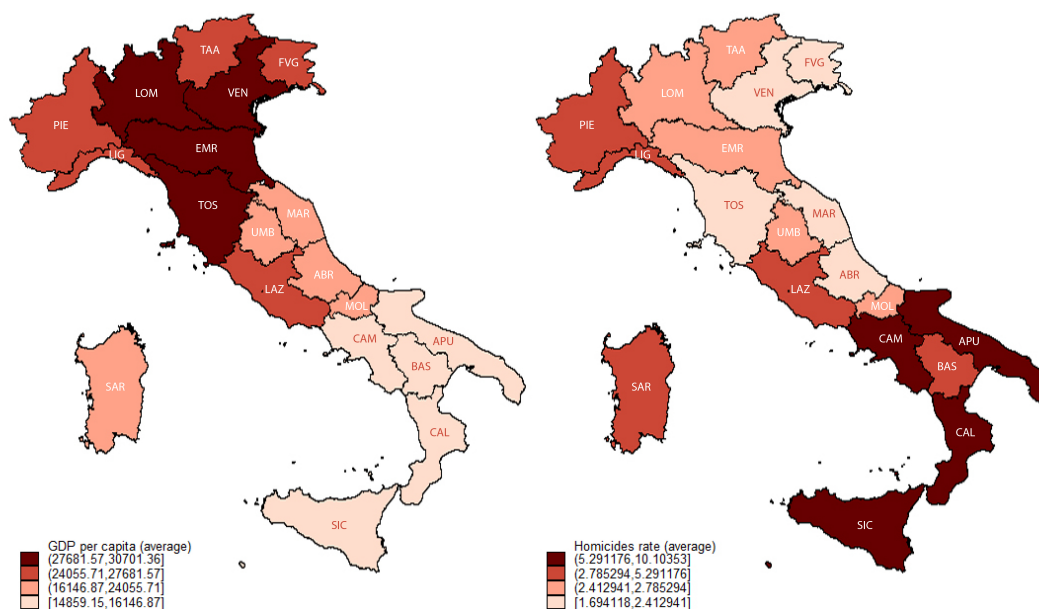 TAA
FVG
LOM
VEN
PIE
EMR
LIG
TOS
MAR
UMB
ABR
LAZ
MOL
CAM
APU
BAS
SAR
CAL
SIC
GDP per capita (average)
(27681.57,30701.36]
(24055.71,27681.57]
(16146.87,24055.71]
[14859.15,16146.87]
TAA
FVG
LOM
VEN
PIE
EMR
LIG
TOS
MAR
UMB
ABR
LAZ
MOL
CAM
APU
BAS
SAR
CAL
SIC
Homicides rate (average)
(5.291176,10.10353]
(2.785294,5.291176]
(2.412941,2.785294]
[1.694118,2.412941]